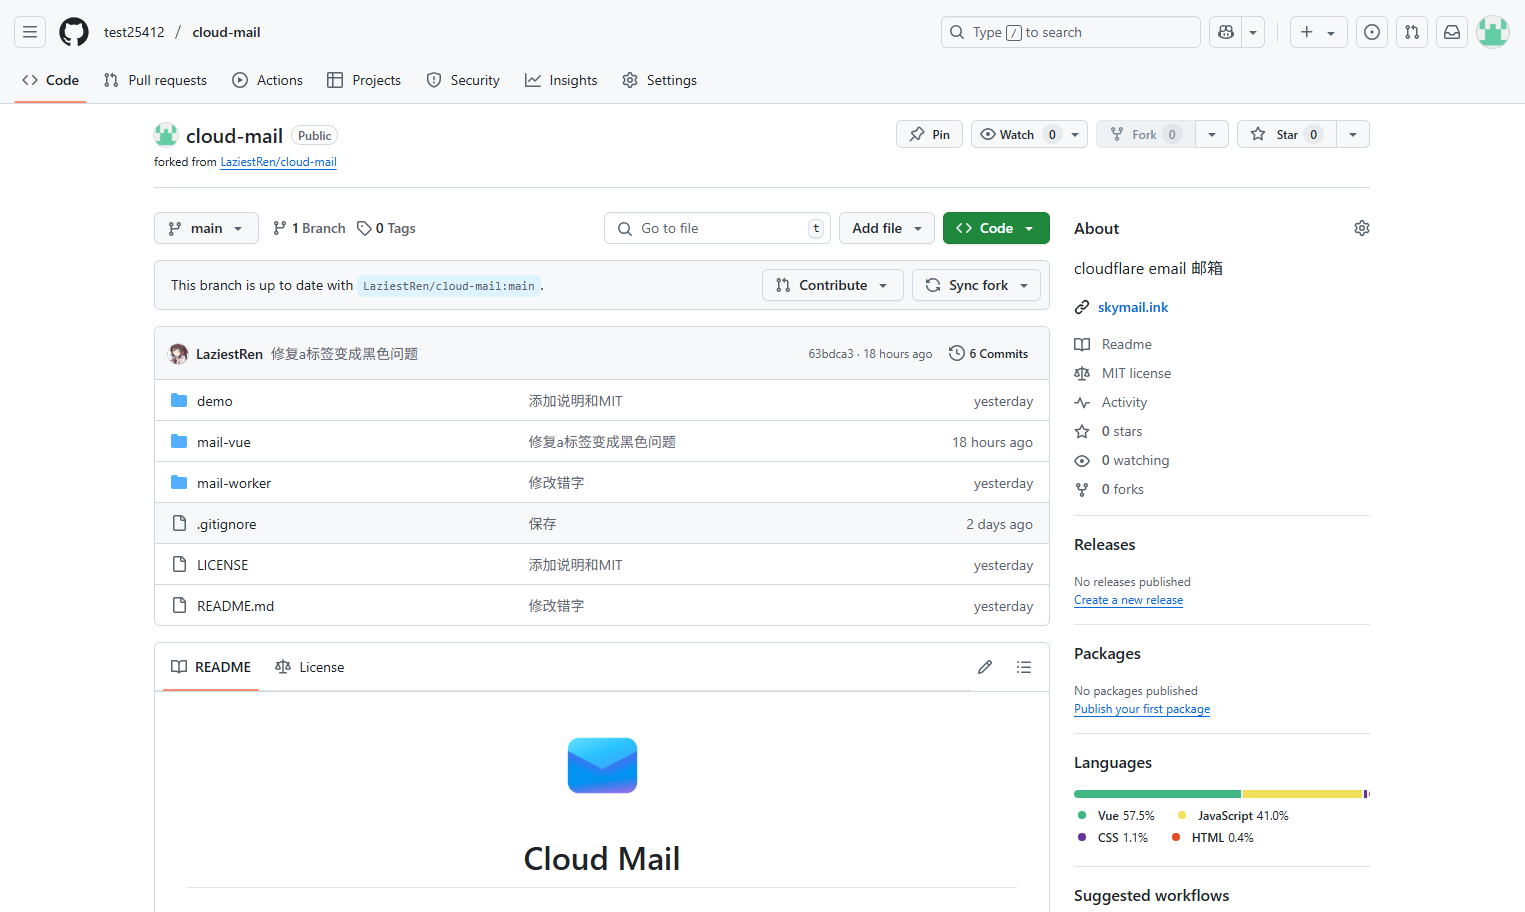 test25412 / cloud-mail
Type / to search
Code
Pull requests
Actions
Projects
Security
Insights
Settings
cloud-mail Public
Pin
Watch 0
Fork 0
Star 0
forked from LaziestRen/cloud-mail
main
1 Branch
0 Tags
Go to file
t
Add file
Code
This branch is up to date with LaziestRen/cloud-mail:main .
Contribute
Sync fork
LaziestRen 修复a标签变成黑色问题
63bdca3 · 18 hours ago
6 Commits
demo 添加说明和MIT yesterday
mail-vue 修复a标签变成黑色问题 18 hours ago
mail-worker 修改错字 yesterday
.gitignore 保存 2 days ago
LICENSE 添加说明和MIT yesterday
README.md 修改错字 yesterday
README
License
Cloud Mail
About
cloudflare email 邮箱
skymail.ink
Readme
MIT license
Activity
0 stars
0 watching
0 forks
Releases
No releases published
Create a new release
Packages
No packages published
Publish your first package
Languages
Vue 57.5%
JavaScript 41.0%
CSS 1.1%
HTML 0.4%
Suggested workflows